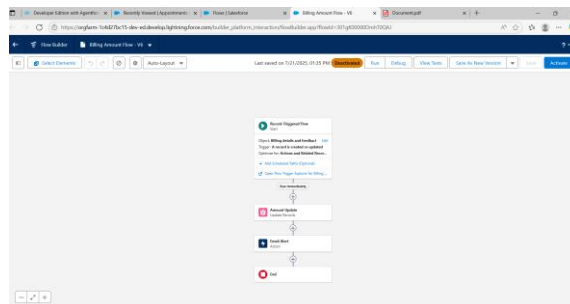 Developer Edition with Agentfor
Recently Viewed | Appointments
Flows | Salesforce
Billing Amount Flow - V6
Document.pdf
Flow Builder
Billing Amount Flow - V6
Select Elements
Auto-Layout
Last saved on 7/21/2025, 01:35 PM
Deactivated
Run
Debug
View Tests
Save As New Version
Activate
Record-Triggered Flow
Start
Object: Billing details and feedback
Edit
Trigger: A record is created or updated
Optimize for: Actions and Related Recor...
+ Add Scheduled Paths (Optional)
Open Flow Trigger Explorer for Billing...
Run Immediately
Amount Update
Update Records
Email Alert
Action
End